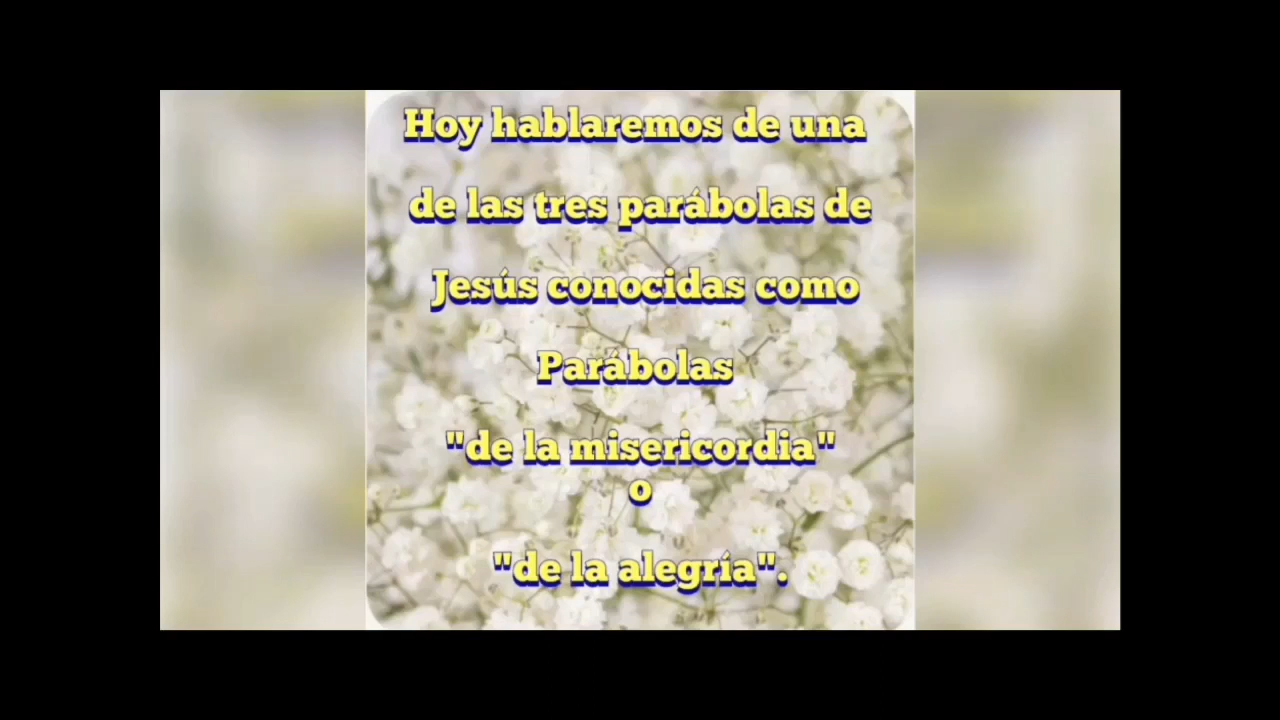 Hoy hablaremos de una
de las tres parábolas de
Jesús conocidas como
Parábolas
"de la misericordia"
o
"de la alegría".